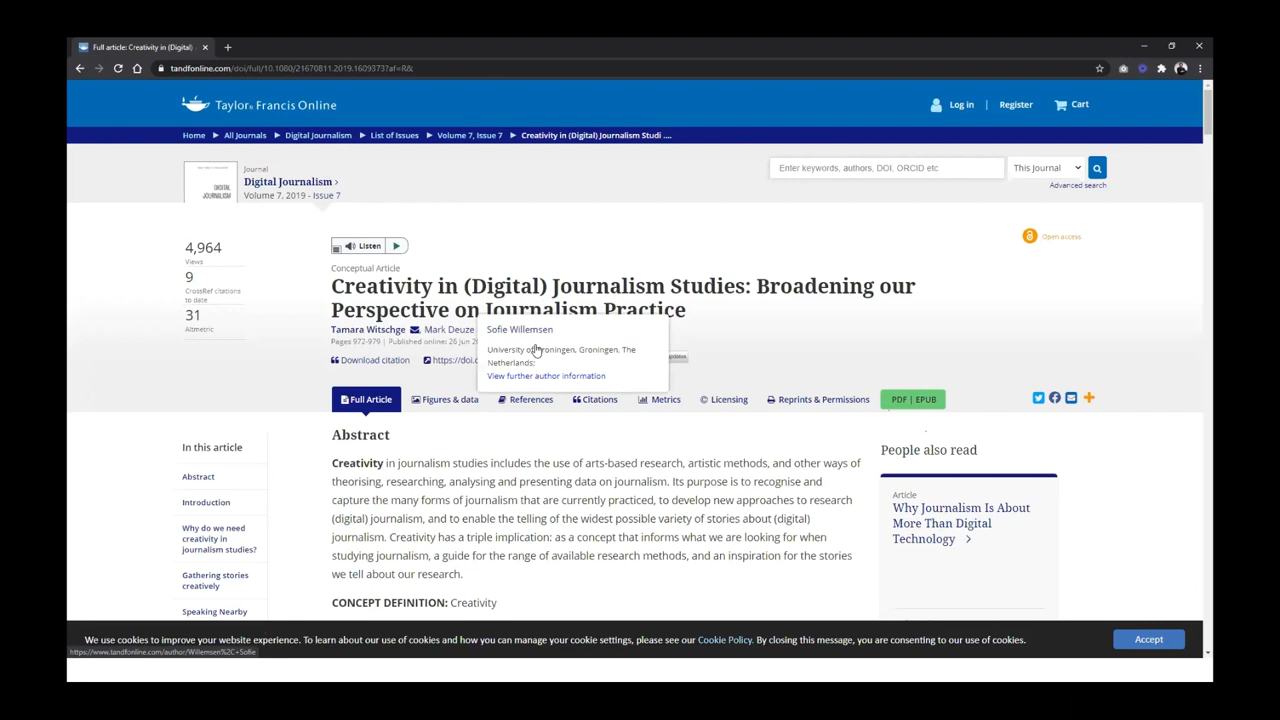 Full article: Creativity in (Digital)
tandfonline.com/doi/full/10.1080/21670811.2019.1609373?af=R&
Taylor & Francis Online
Log in | Register
Cart
Home
All Journals
Digital Journalism
List of Issues
Volume 7, Issue 7
Creativity in (Digital) Journalism Studi ....
DIGITAL
JOURNALISM
Journal
Digital Journalism ›
Volume 7, 2019 - Issue 7
Enter keywords, authors, DOI, ORCID etc
This Journal
Advanced search
4,964
Views
9
CrossRef citations
to date
31
Altmetric
Listen
Open access
Conceptual Article
Creativity in (Digital) Journalism Studies: Broadening our
Perspective on Journalism Practice
Tamara Witschge , Mark Deuze
Pages 972-979 | Published online: 26 Jun
Download citation
https://doi.
Sofie Willemsen
University of Groningen, Groningen, The
Netherlands;
View further author information
updates
Full Article
Figures & data
References
Citations
Metrics
Licensing
Reprints & Permissions
PDF | EPUB
In this article
Abstract
Introduction
Why do we need
creativity in
journalism studies?
Gathering stories
creatively
Speaking Nearby
Abstract
Creativity in journalism studies includes the use of arts-based research, artistic methods, and other ways of
theorising, researching, analysing and presenting data on journalism. Its purpose is to recognise and
capture the many forms of journalism that are currently practiced, to develop new approaches to research
(digital) journalism, and to enable the telling of the widest possible variety of stories about (digital)
journalism. Creativity has a triple implication: as a concept that informs what we are looking for when
studying journalism, a guide for the range of available research methods, and an inspiration for the stories
we tell about our research.
CONCEPT DEFINITION: Creativity
People also read
Article
Why Journalism Is About
More Than Digital
Technology
We use cookies to improve your website experience. To learn about our use of cookies and how you can manage your cookie settings, please see our Cookie Policy. By closing this message, you are consenting to our use of cookies.
Accept
https://www.tandfonline.com/author/Willemsen%2C+Sofie